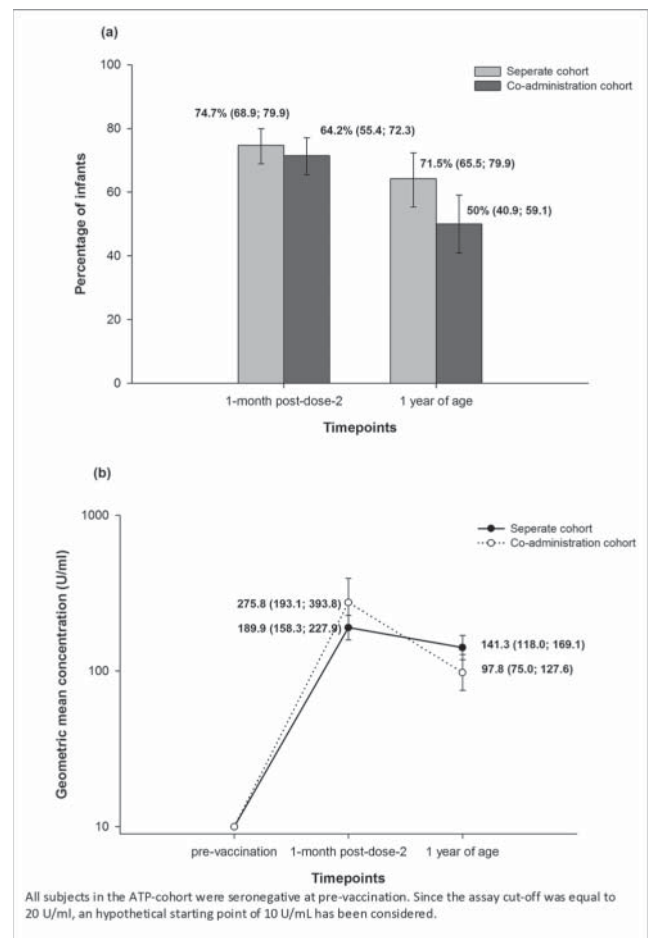 (a)
100
80
60
40
20
0
Percentage of infants
Seperate cohort
Co-administration cohort
74.7% (68.9; 79.9)
64.2% (55.4; 72.3)
71.5% (65.5; 79.9)
50% (40.9; 59.1)
1-month post-dose-2
1 year of age
Timepoints
(b)
1000
100
10
Geometric mean concentration (U/ml)
Seperate cohort
Co-administration cohort
275.8 (193.1; 393.8)
189.9 (158.3; 227.9)
141.3 (118.0; 169.1)
97.8 (75.0; 127.6)
pre-vaccination
1-month post-dose-2
1 year of age
Timepoints
All subjects in the ATP-cohort were seronegative at pre-vaccination. Since the assay cut-off was equal to
20 U/ml, an hypothetical starting point of 10 U/mL has been considered.